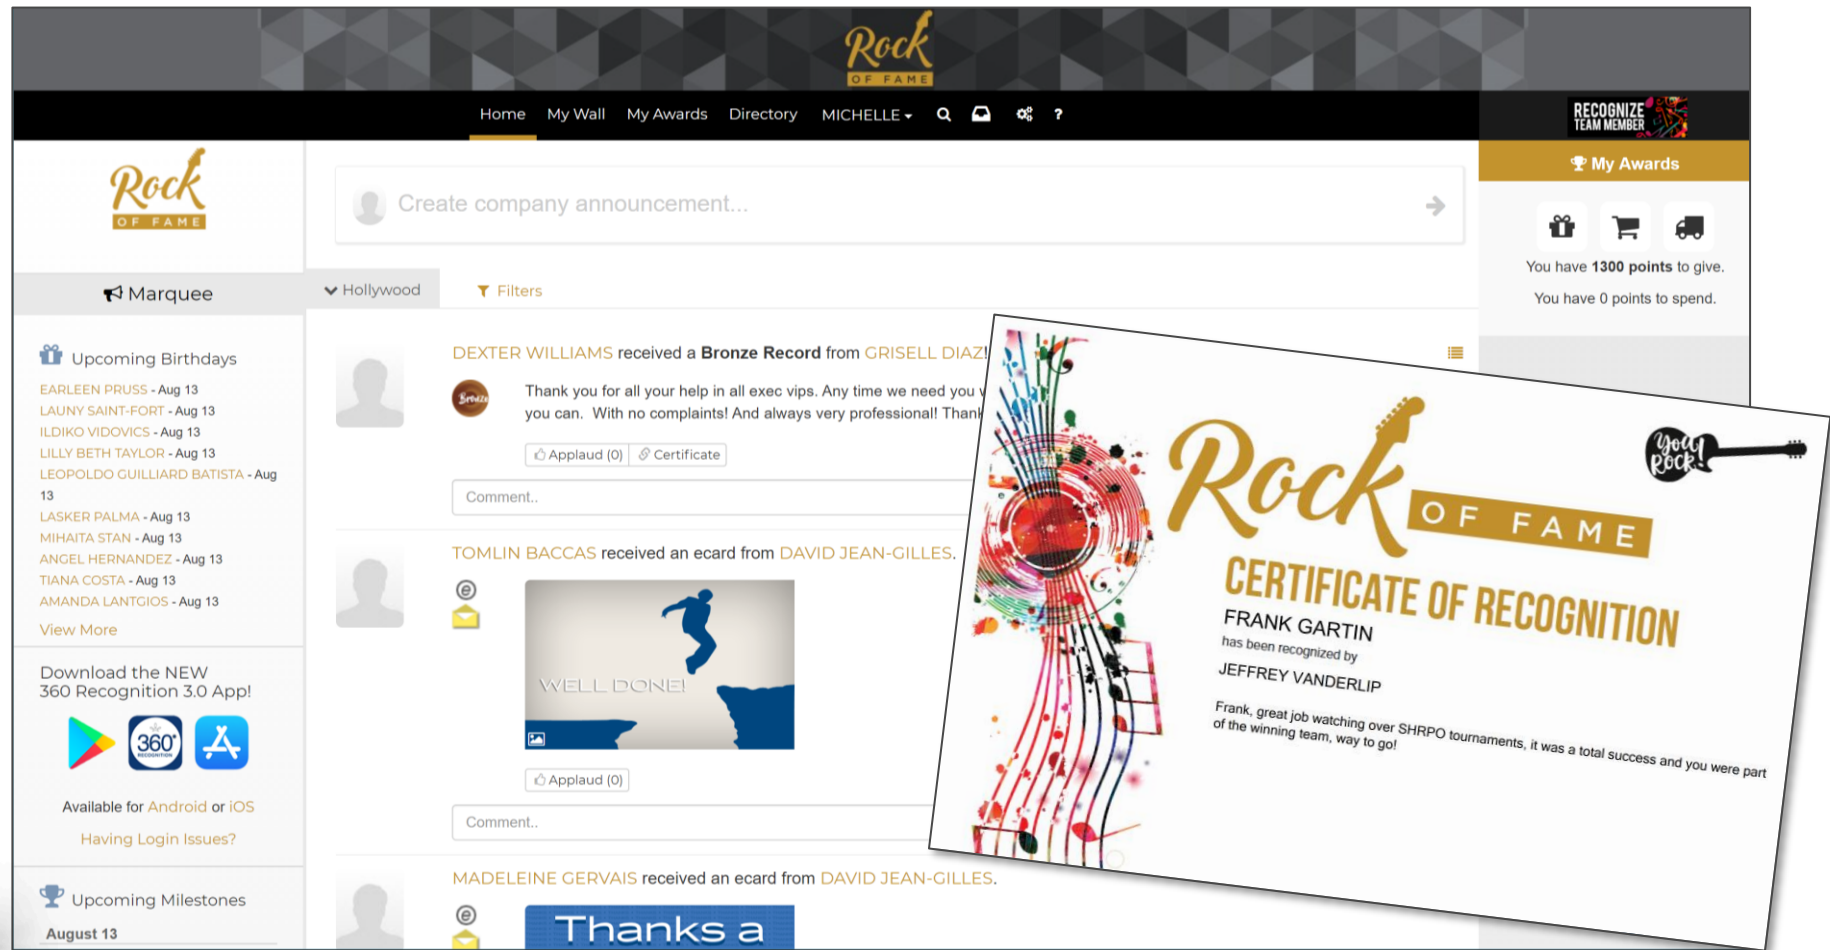 Rock
OF FAME
Home My Wall My Awards Directory MICHELLE ?
RECOGNIZE
TEAM MEMBER
Rock
OF FAME
Create company announcement...
My Awards
You have 1300 points to give.
You have 0 points to spend.
Marquee
Hollywood
Filters
Upcoming Birthdays
EARLEEN PRUSS - Aug 13
LAUNY SAINT-FORT - Aug 13
ILDIKO VIDOVICS - Aug 13
LILLY BETH TAYLOR - Aug 13
LEOPOLDO GUILLIARD BATISTA - Aug
13
LASKER PALMA - Aug 13
MIHAITA STAN - Aug 13
ANGEL HERNANDEZ - Aug 13
TIANA COSTA - Aug 13
AMANDA LANTGIOS - Aug 13
View More
Download the NEW
360 Recognition 3.0 App!
360°
RECOGNITION
Available for Android or iOS
Having Login Issues?
Upcoming Milestones
August 13
DEXTER WILLIAMS received a Bronze Record from GRISELL DIAZ!
Bronze
Thank you for all your help in all exec vips. Any time we need you
you can. With no complaints! And always very professional! Thank
Applaud (0) Certificate
Comment..
TOMLIN BACCAS received an ecard from DAVID JEAN-GILLES.
WELL DONE!
Applaud (0)
Comment..
MADELEINE GERVAIS received an ecard from DAVID JEAN-GILLES.
Thanks a
You
Rock!
Rock OF FAME
CERTIFICATE OF RECOGNITION
FRANK GARTIN
has been recognized by
JEFFREY VANDERLIP
Frank, great job watching over SHRPO tournaments, it was a total success and you were part
of the winning team, way to go!